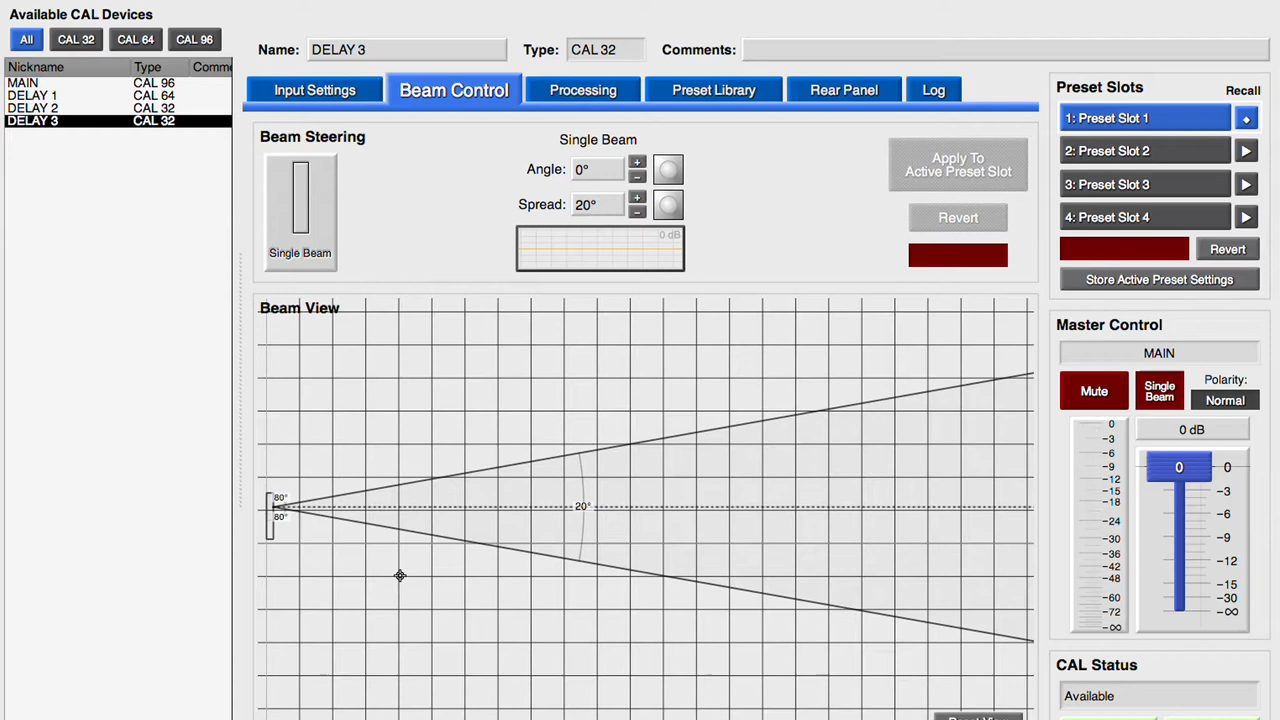 Available CAL Devices
All CAL 32 CAL 64 CAL 96
Nickname Type Comme
MAIN CAL 96
DELAY 1 CAL 64
DELAY 2 CAL 32
DELAY 3 CAL 32
Name: DELAY 3 Type: CAL 32 Comments:
Input Settings Beam Control Processing Preset Library Rear Panel Log
Beam Steering
Single Beam
Single Beam
Angle: 0° + −
Spread: 20° + −
0 dB
Apply To
Active Preset Slot
Revert
Beam View
80°
80°
20°
Preset Slots Recall
1: Preset Slot 1
2: Preset Slot 2
3: Preset Slot 3
4: Preset Slot 4
Revert
Store Active Preset Settings
Master Control
MAIN
Mute
Single
Beam
Polarity:
Normal
0 dB
0
-3
-6
-9
-12
-15
-18
-24
-30
-36
-42
-48
-60
-72
-∞
0
0
-3
-6
-9
-12
-15
-30
-∞
CAL Status
Available